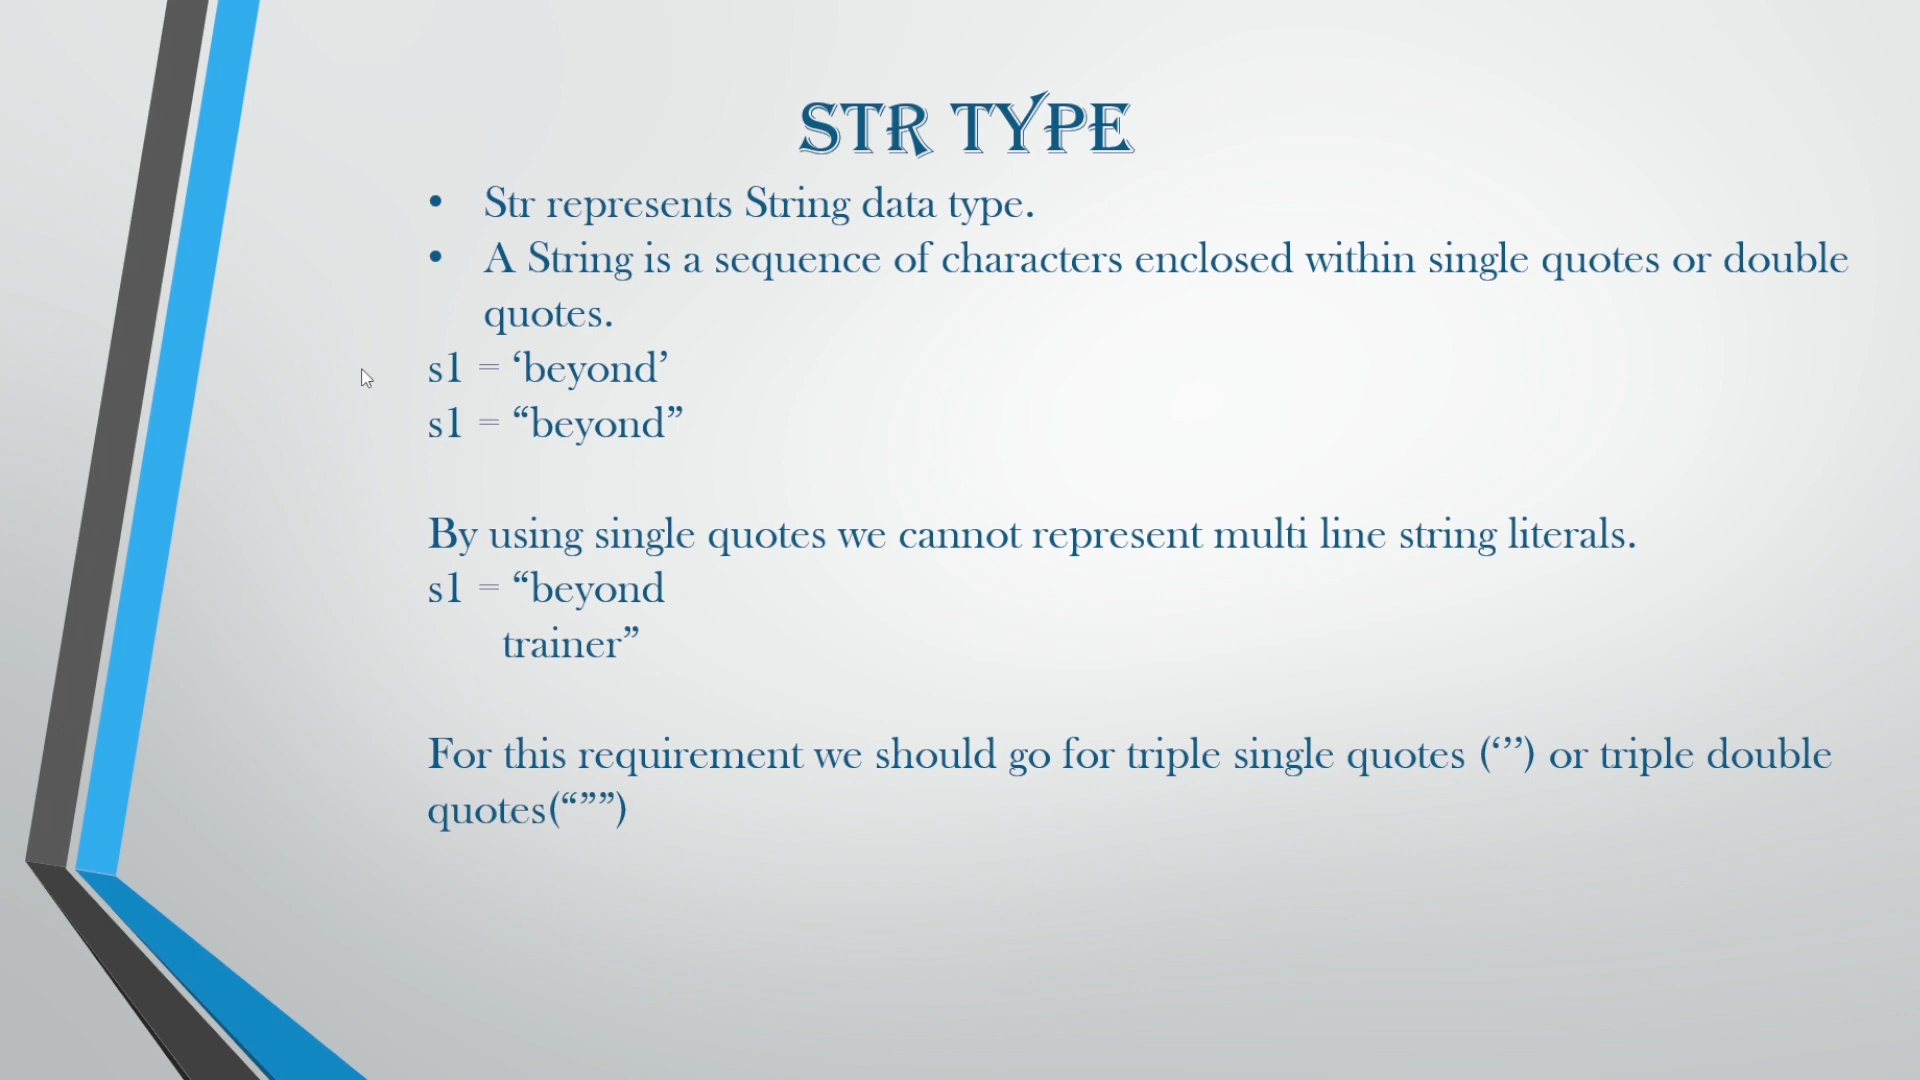 STR TYPE
• Str represents String data type.
• A String is a sequence of characters enclosed within single quotes or double
quotes.
s1 = ‘beyond’
s1 = “beyond”
By using single quotes we cannot represent multi line string literals.
s1 = “beyond
trainer”
For this requirement we should go for triple single quotes (‘’’) or triple double
quotes(“””)